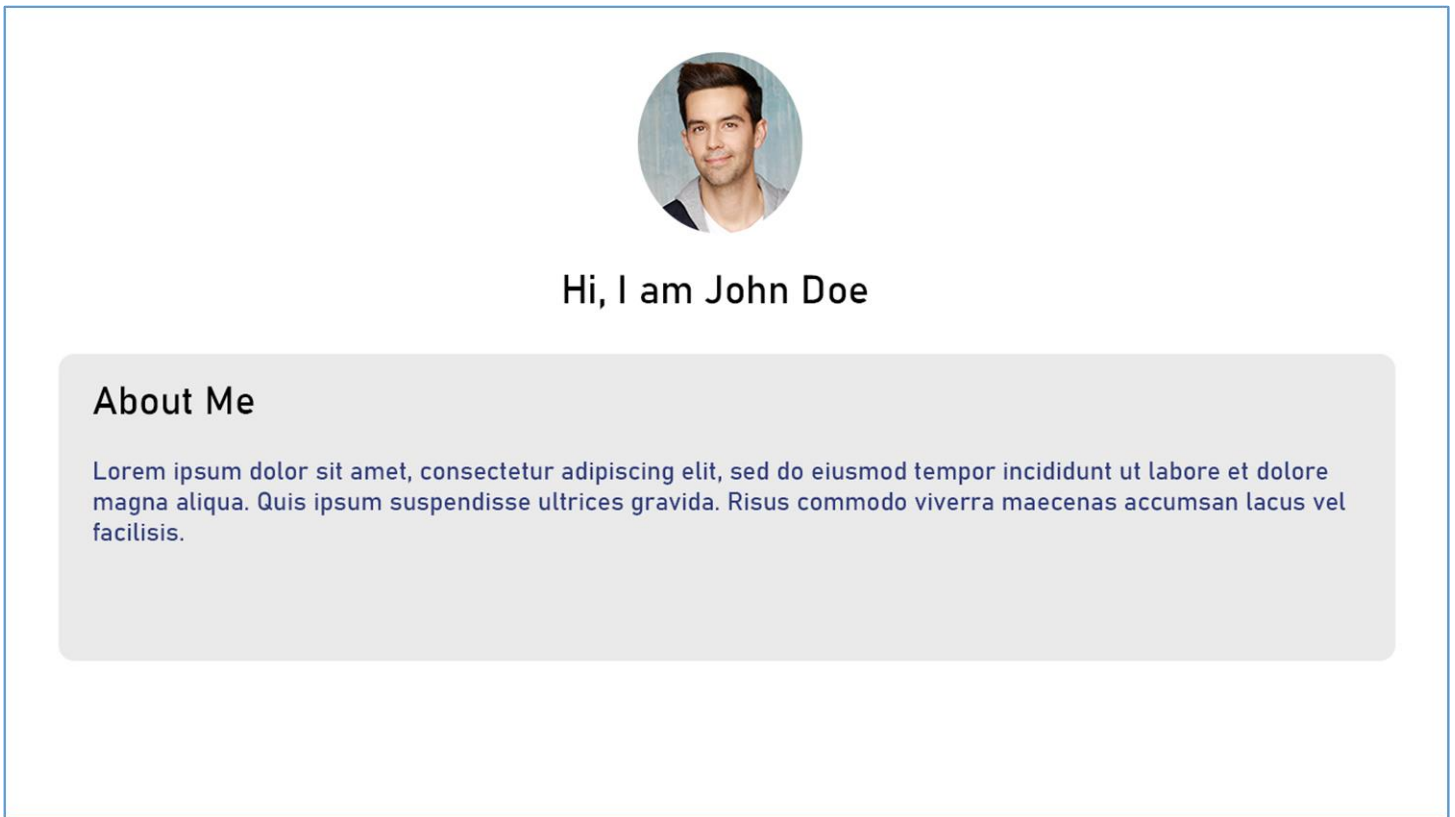 Hi, I am John Doe
About Me
Lorem ipsum dolor sit amet, consectetur adipiscing elit, sed do eiusmod tempor incididunt ut labore et dolore
magna aliqua. Quis ipsum suspendisse ultrices gravida. Risus commodo viverra maecenas accumsan lacus vel
facilisis.